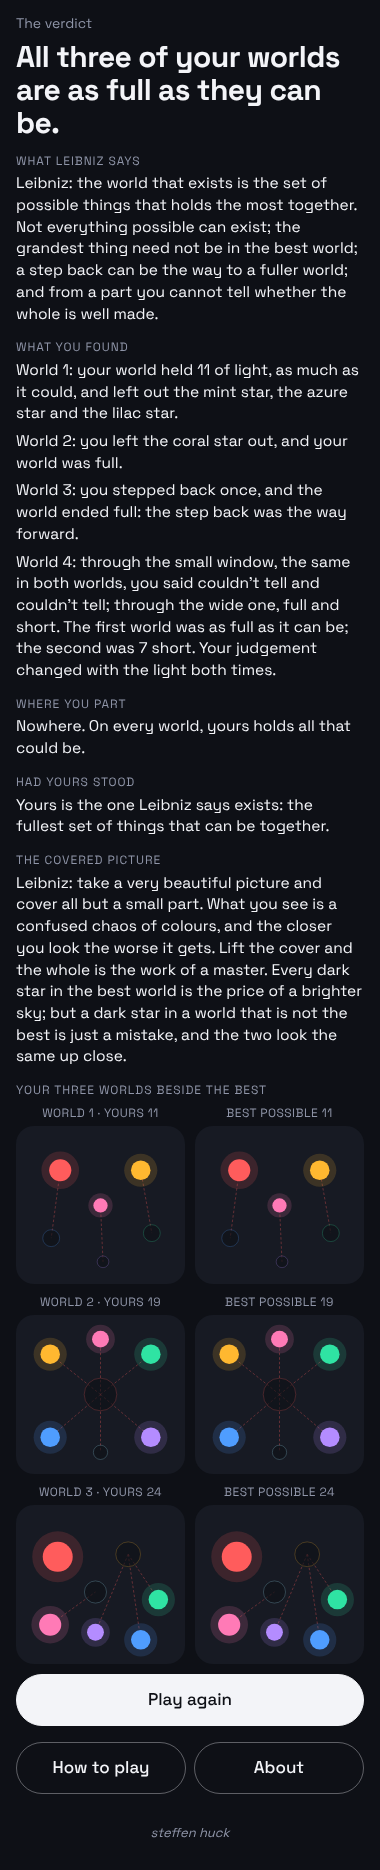 The verdict
All three of your worlds
are as full as they can
be.
WHAT LEIBNIZ SAYS
Leibniz: the world that exists is the set of
possible things that holds the most together.
Not everything possible can exist; the
grandest thing need not be in the best world;
a step back can be the way to a fuller world;
and from a part you cannot tell whether the
whole is well made.
WHAT YOU FOUND
World 1: your world held 11 of light, as much as
it could, and left out the mint star, the azure
star and the lilac star.
World 2: you left the coral star out, and your
world was full.
World 3: you stepped back once, and the
world ended full: the step back was the way
forward.
World 4: through the small window, the same
in both worlds, you said couldn't tell and
couldn't tell; through the wide one, full and
short. The first world was as full as it can be;
the second was 7 short. Your judgement
changed with the light both times.
WHERE YOU PART
Nowhere. On every world, yours holds all that
could be.
HAD YOURS STOOD
Yours is the one Leibniz says exists: the
fullest set of things that can be together.
THE COVERED PICTURE
Leibniz: take a very beautiful picture and
cover all but a small part. What you see is a
confused chaos of colours, and the closer
you look the worse it gets. Lift the cover and
the whole is the work of a master. Every dark
star in the best world is the price of a brighter
sky; but a dark star in a world that is not the
best is just a mistake, and the two look the
same up close.
YOUR THREE WORLDS BESIDE THE BEST
WORLD 1 · YOURS 11
BEST POSSIBLE 11
WORLD 2 · YOURS 19
BEST POSSIBLE 19
WORLD 3 · YOURS 24
BEST POSSIBLE 24
Play again
How to play
About
steffen huck